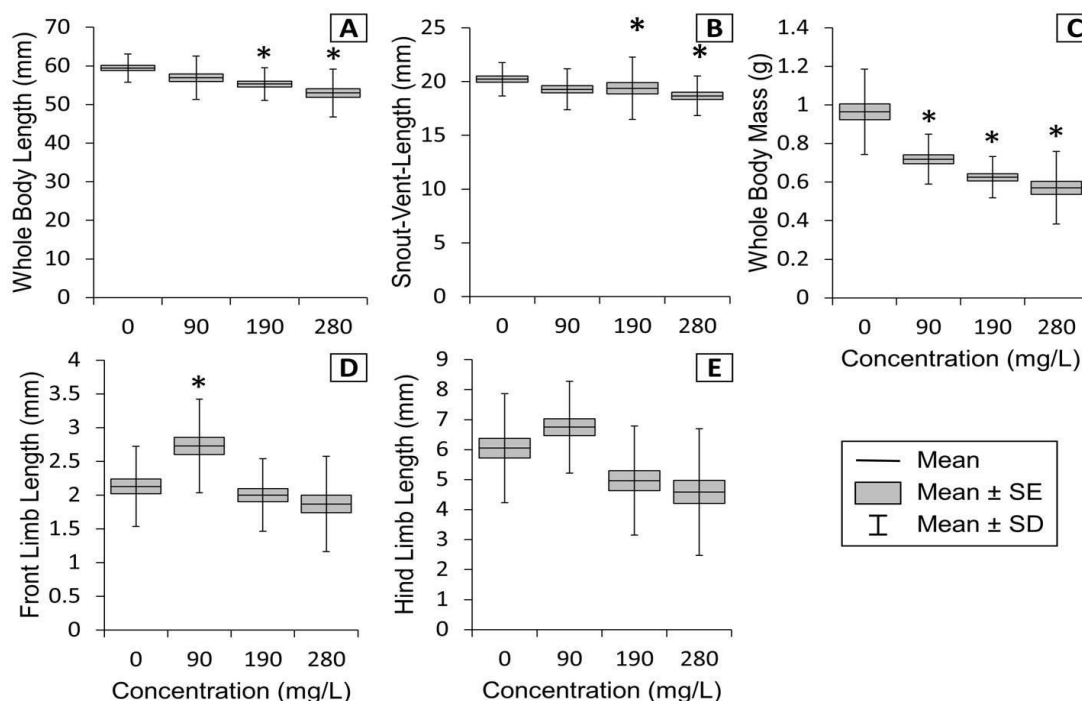 A
Whole Body Length (mm)
70
60
50
40
30
20
10
0
* *
0 90 190 280
B
Snout-Vent-Length (mm)
25
20
15
10
5
0
* *
0 90 190 280
C
Whole Body Mass (g)
1.4
1.2
1
0.8
0.6
0.4
0.2
0
* * *
0 90 190 280
Concentration (mg/L)
D
Front Limb Length (mm)
4
3.5
3
2.5
2
1.5
1
0.5
0
*
0 90 190 280
Concentration (mg/L)
E
Hind Limb Length (mm)
9
8
7
6
5
4
3
2
1
0
0 90 190 280
Concentration (mg/L)
Mean
Mean ± SE
Mean ± SD